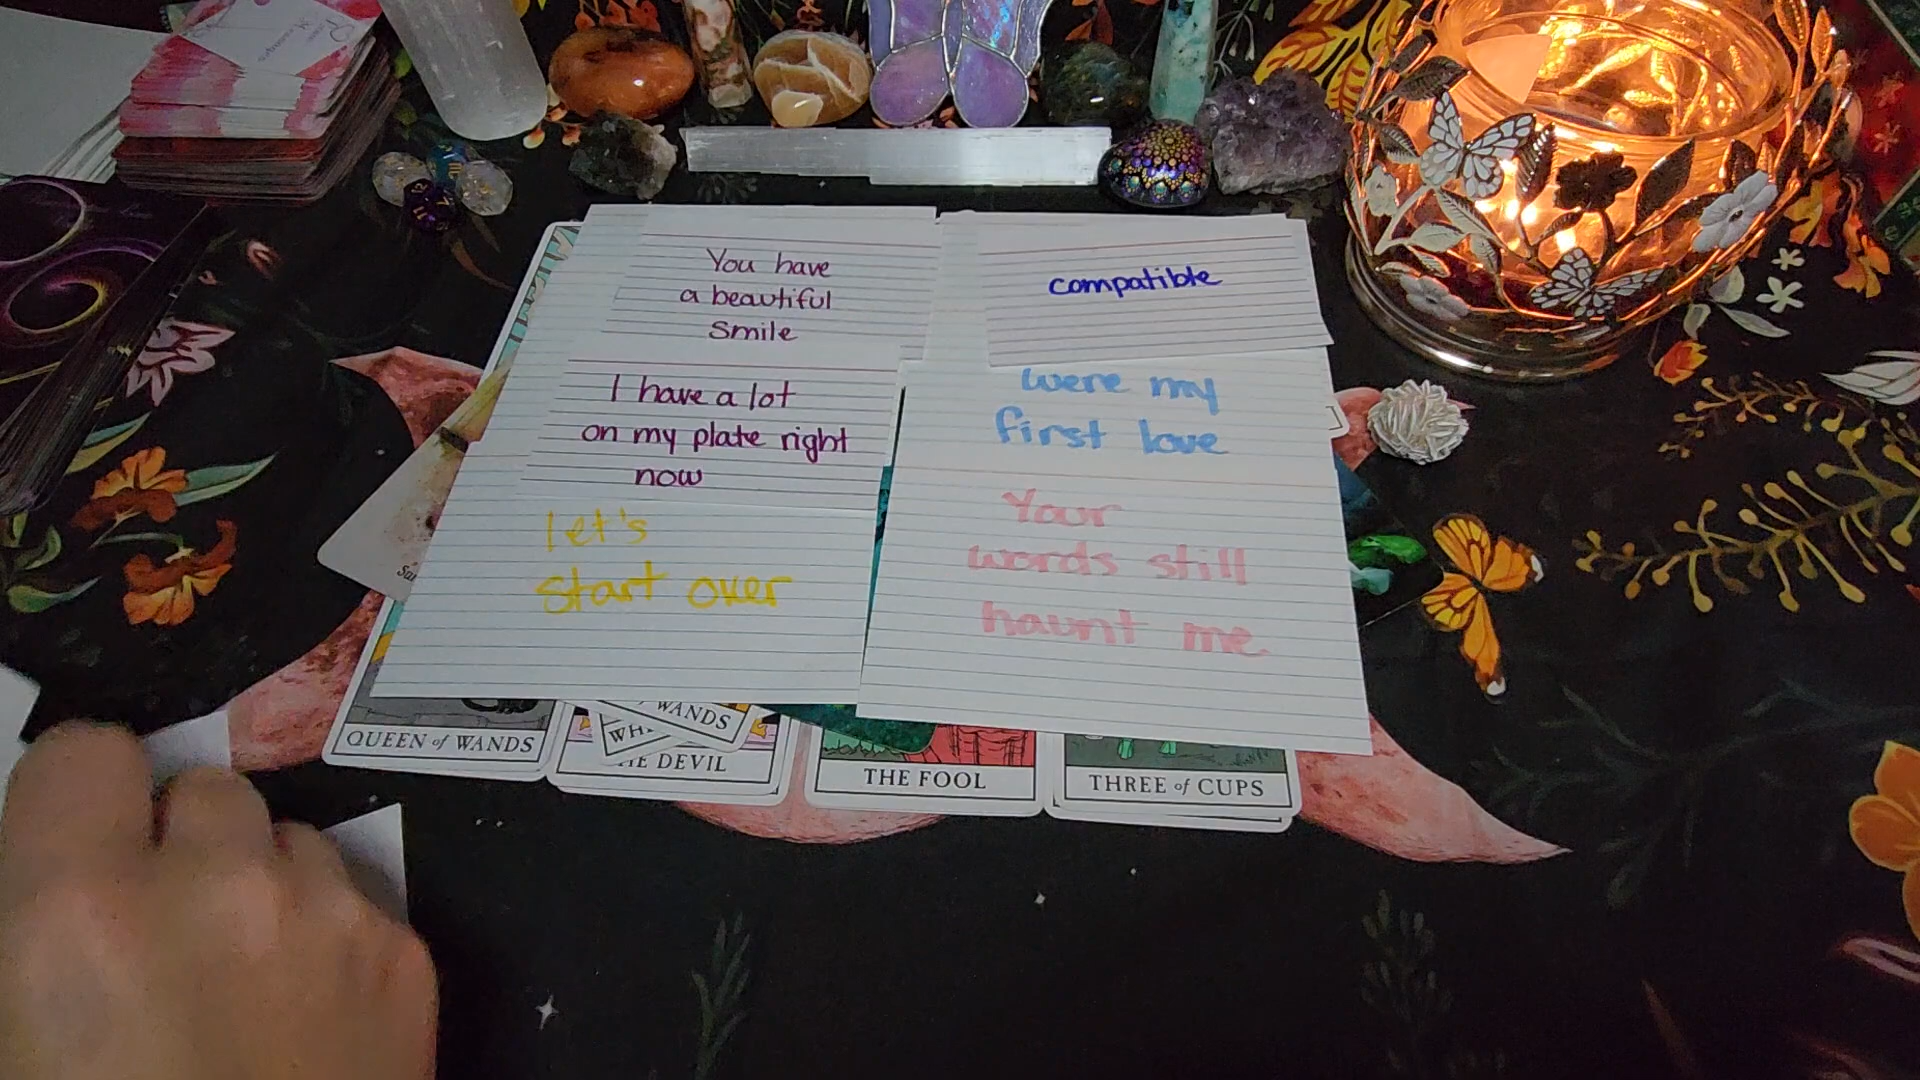 You have
a beautiful
Smile
compatible
I have a lot
on my plate right
now
were my
first love
let's
start over
Your
words still
haunt me
QUEEN of WANDS
WANDS
THE DEVIL
THE FOOL
THREE of CUPS